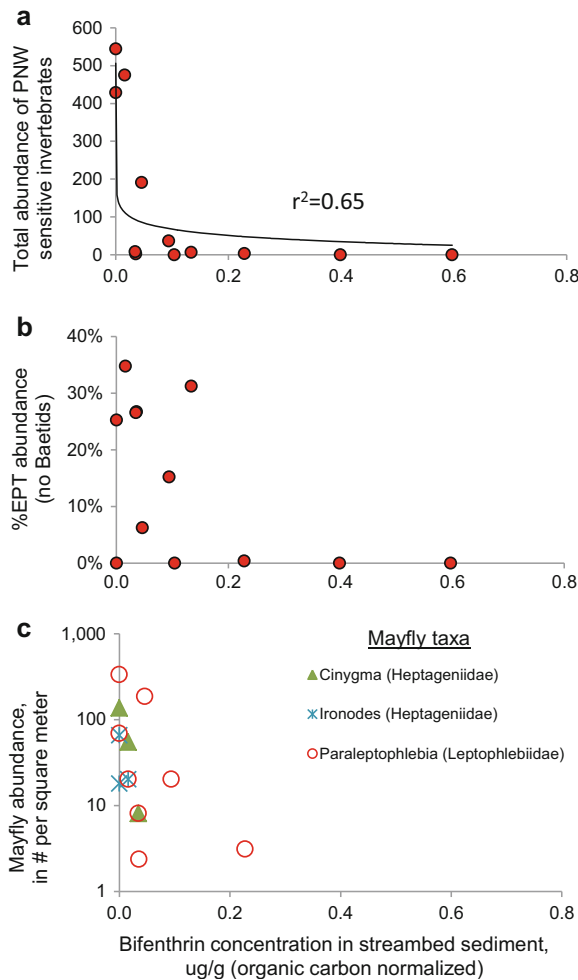 a
600
500
400
300
200
100
0
Total abundance of PNW
sensitive invertebrates
r²=0.65
0.0 0.2 0.4 0.6 0.8
b
40%
30%
20%
10%
0%
%EPT abundance
(no Baetids)
0.0 0.2 0.4 0.6 0.8
c
1,000
100
10
1
Mayfly abundance,
in # per square meter
Mayfly taxa
Cinygma (Heptageniidae)
Ironodes (Heptageniidae)
Paraleptophlebia (Leptophlebiidae)
0.0 0.2 0.4 0.6 0.8
Bifenthrin concentration in streambed sediment,
ug/g (organic carbon normalized)